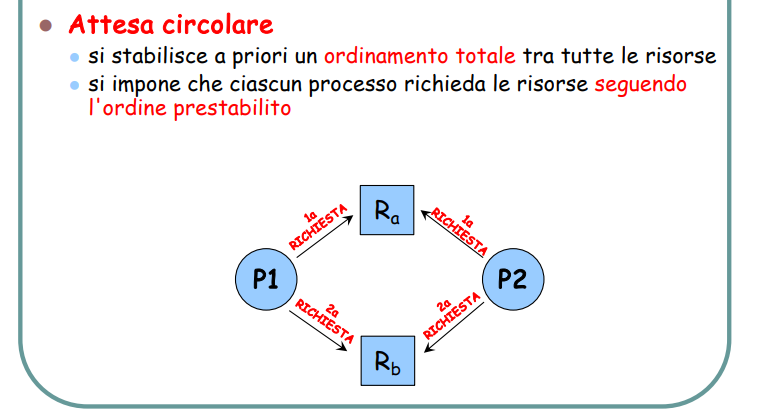 Attesa circolare
si stabilisce a priori un ordinamento totale tra tutte le risorse
si impone che ciascun processo richieda le risorse seguendo
l'ordine prestabilito
Ra
1a
RICHIESTA
1a
RICHIESTA
P1
P2
2a
RICHIESTA
2a
RICHIESTA
Rb